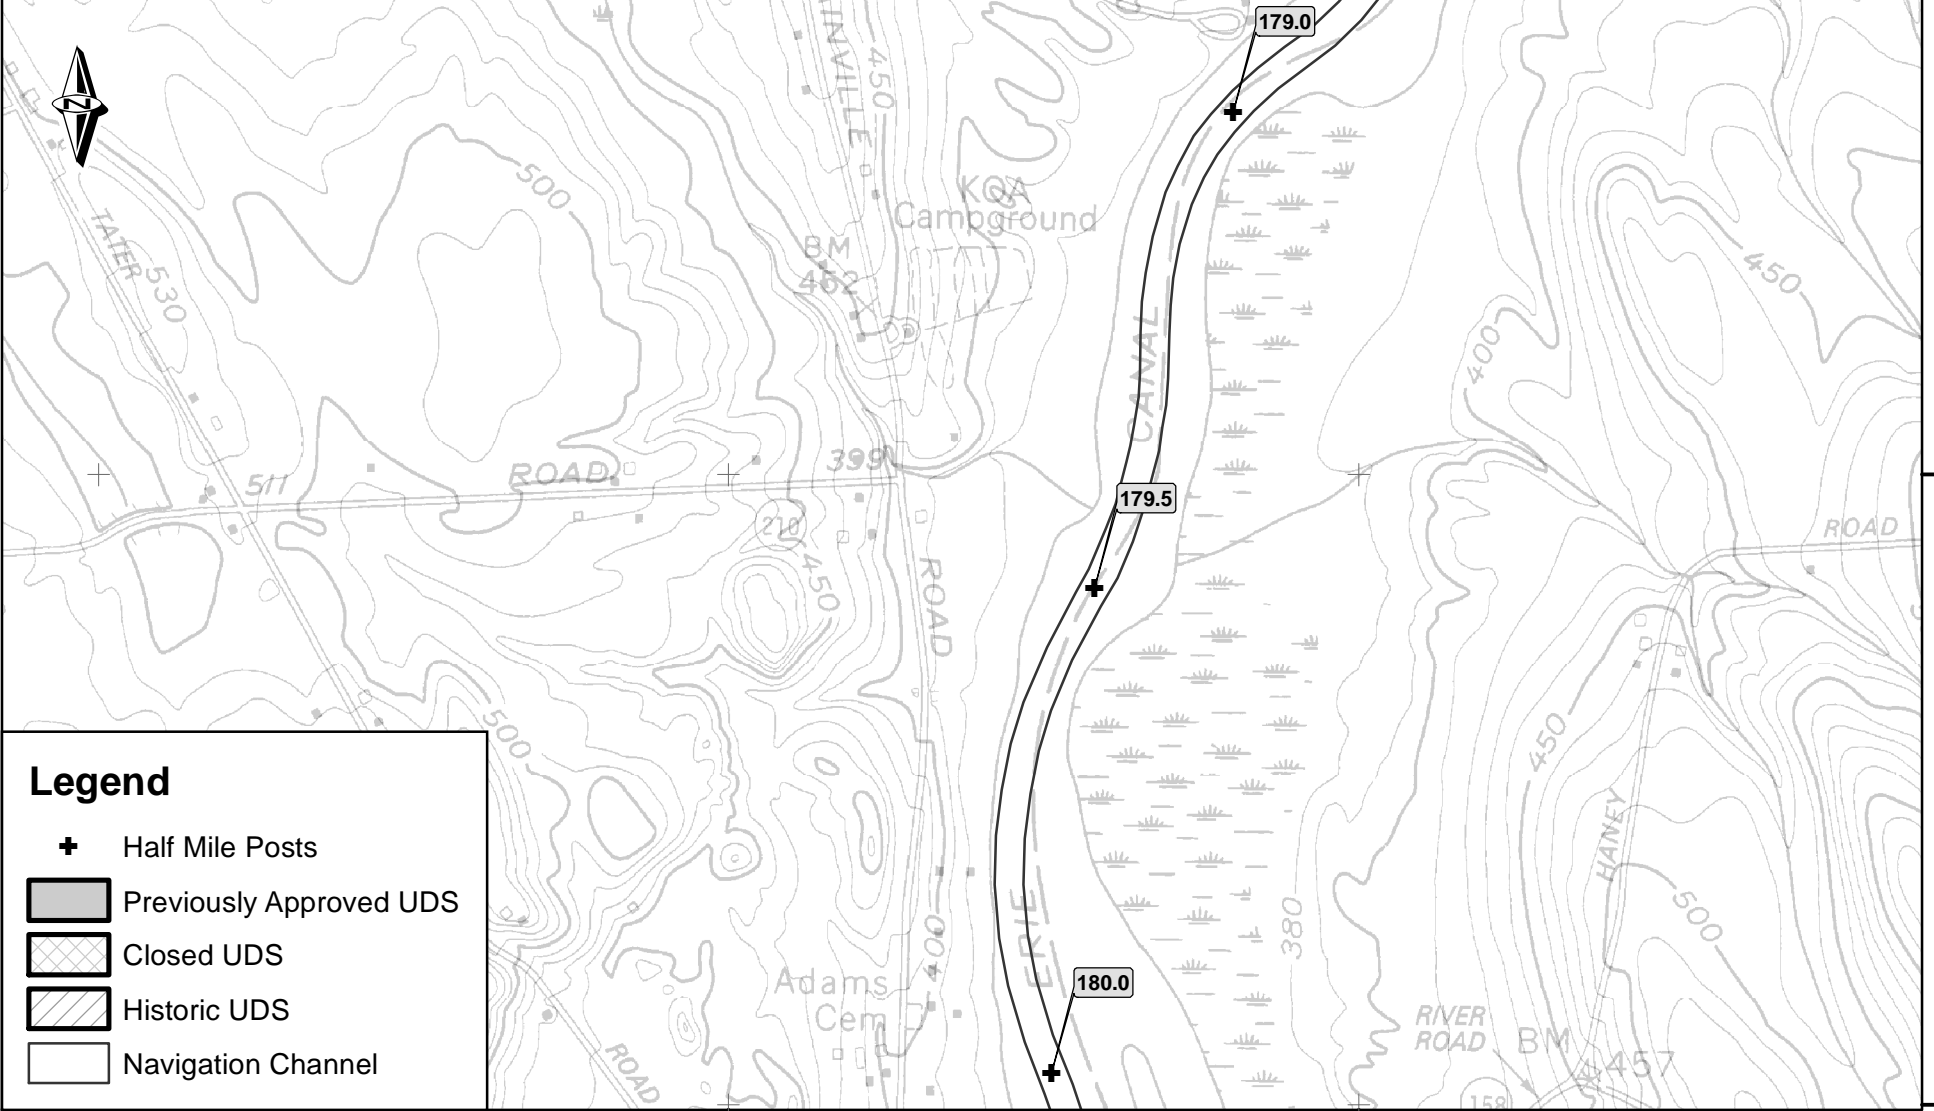 179.0
450
500
KOA
Campground
BM
462
TATER
530
450
CANAL
400
399
ROAD
511
179.5
210
450
ROAD
ROAD
500
450
HANEY
Legend
Half Mile Posts
Previously Approved UDS
Closed UDS
Historic UDS
Navigation Channel
400
ERIE
380
500
Adams
Cem
180.0
RIVER
ROAD
BM
457
ROAD
158
N